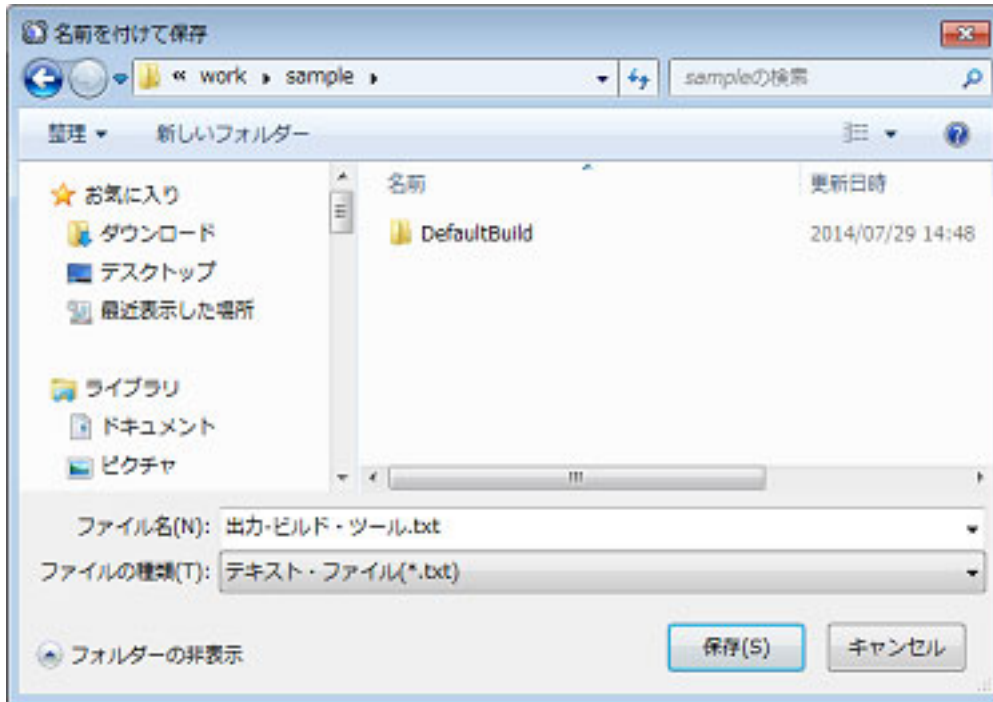 名前を付けて保存
« work ▸ sample ▸
sampleの検索
整理 ▼ 新しいフォルダー
お気に入り
ダウンロード
デスクトップ
最近表示した場所
ライブラリ
ドキュメント
ピクチャ
名前 更新日時
DefaultBuild 2014/07/29 14:48
ファイル名(N): 出力-ビルド・ツール.txt
ファイルの種類(T): テキスト・ファイル(*.txt)
フォルダーの非表示
保存(S) キャンセル